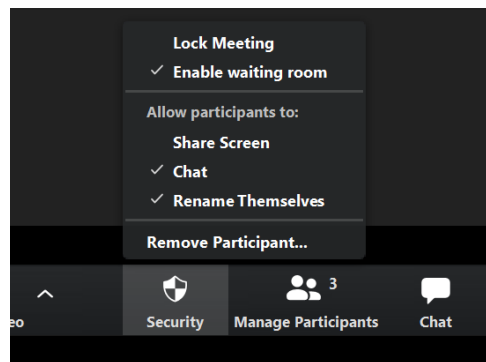 Lock Meeting
✓ Enable waiting room
Allow participants to:
Share Screen
✓ Chat
✓ Rename Themselves
Remove Participant...
3
eo Security Manage Participants Chat